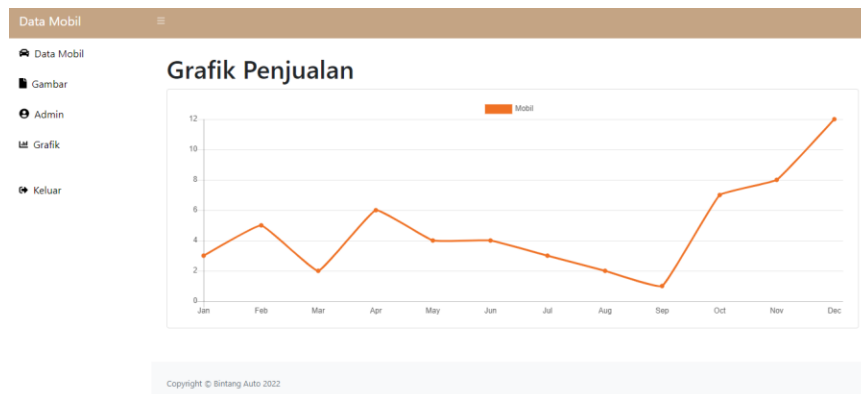 Data Mobil
Data Mobil
Gambar
Admin
Grafik
Keluar
Grafik Penjualan
Mobil
12
10
8
6
4
2
0
Jan Feb Mar Apr May Jun Jul Aug Sep Oct Nov Dec
Copyright © Bintang Auto 2022